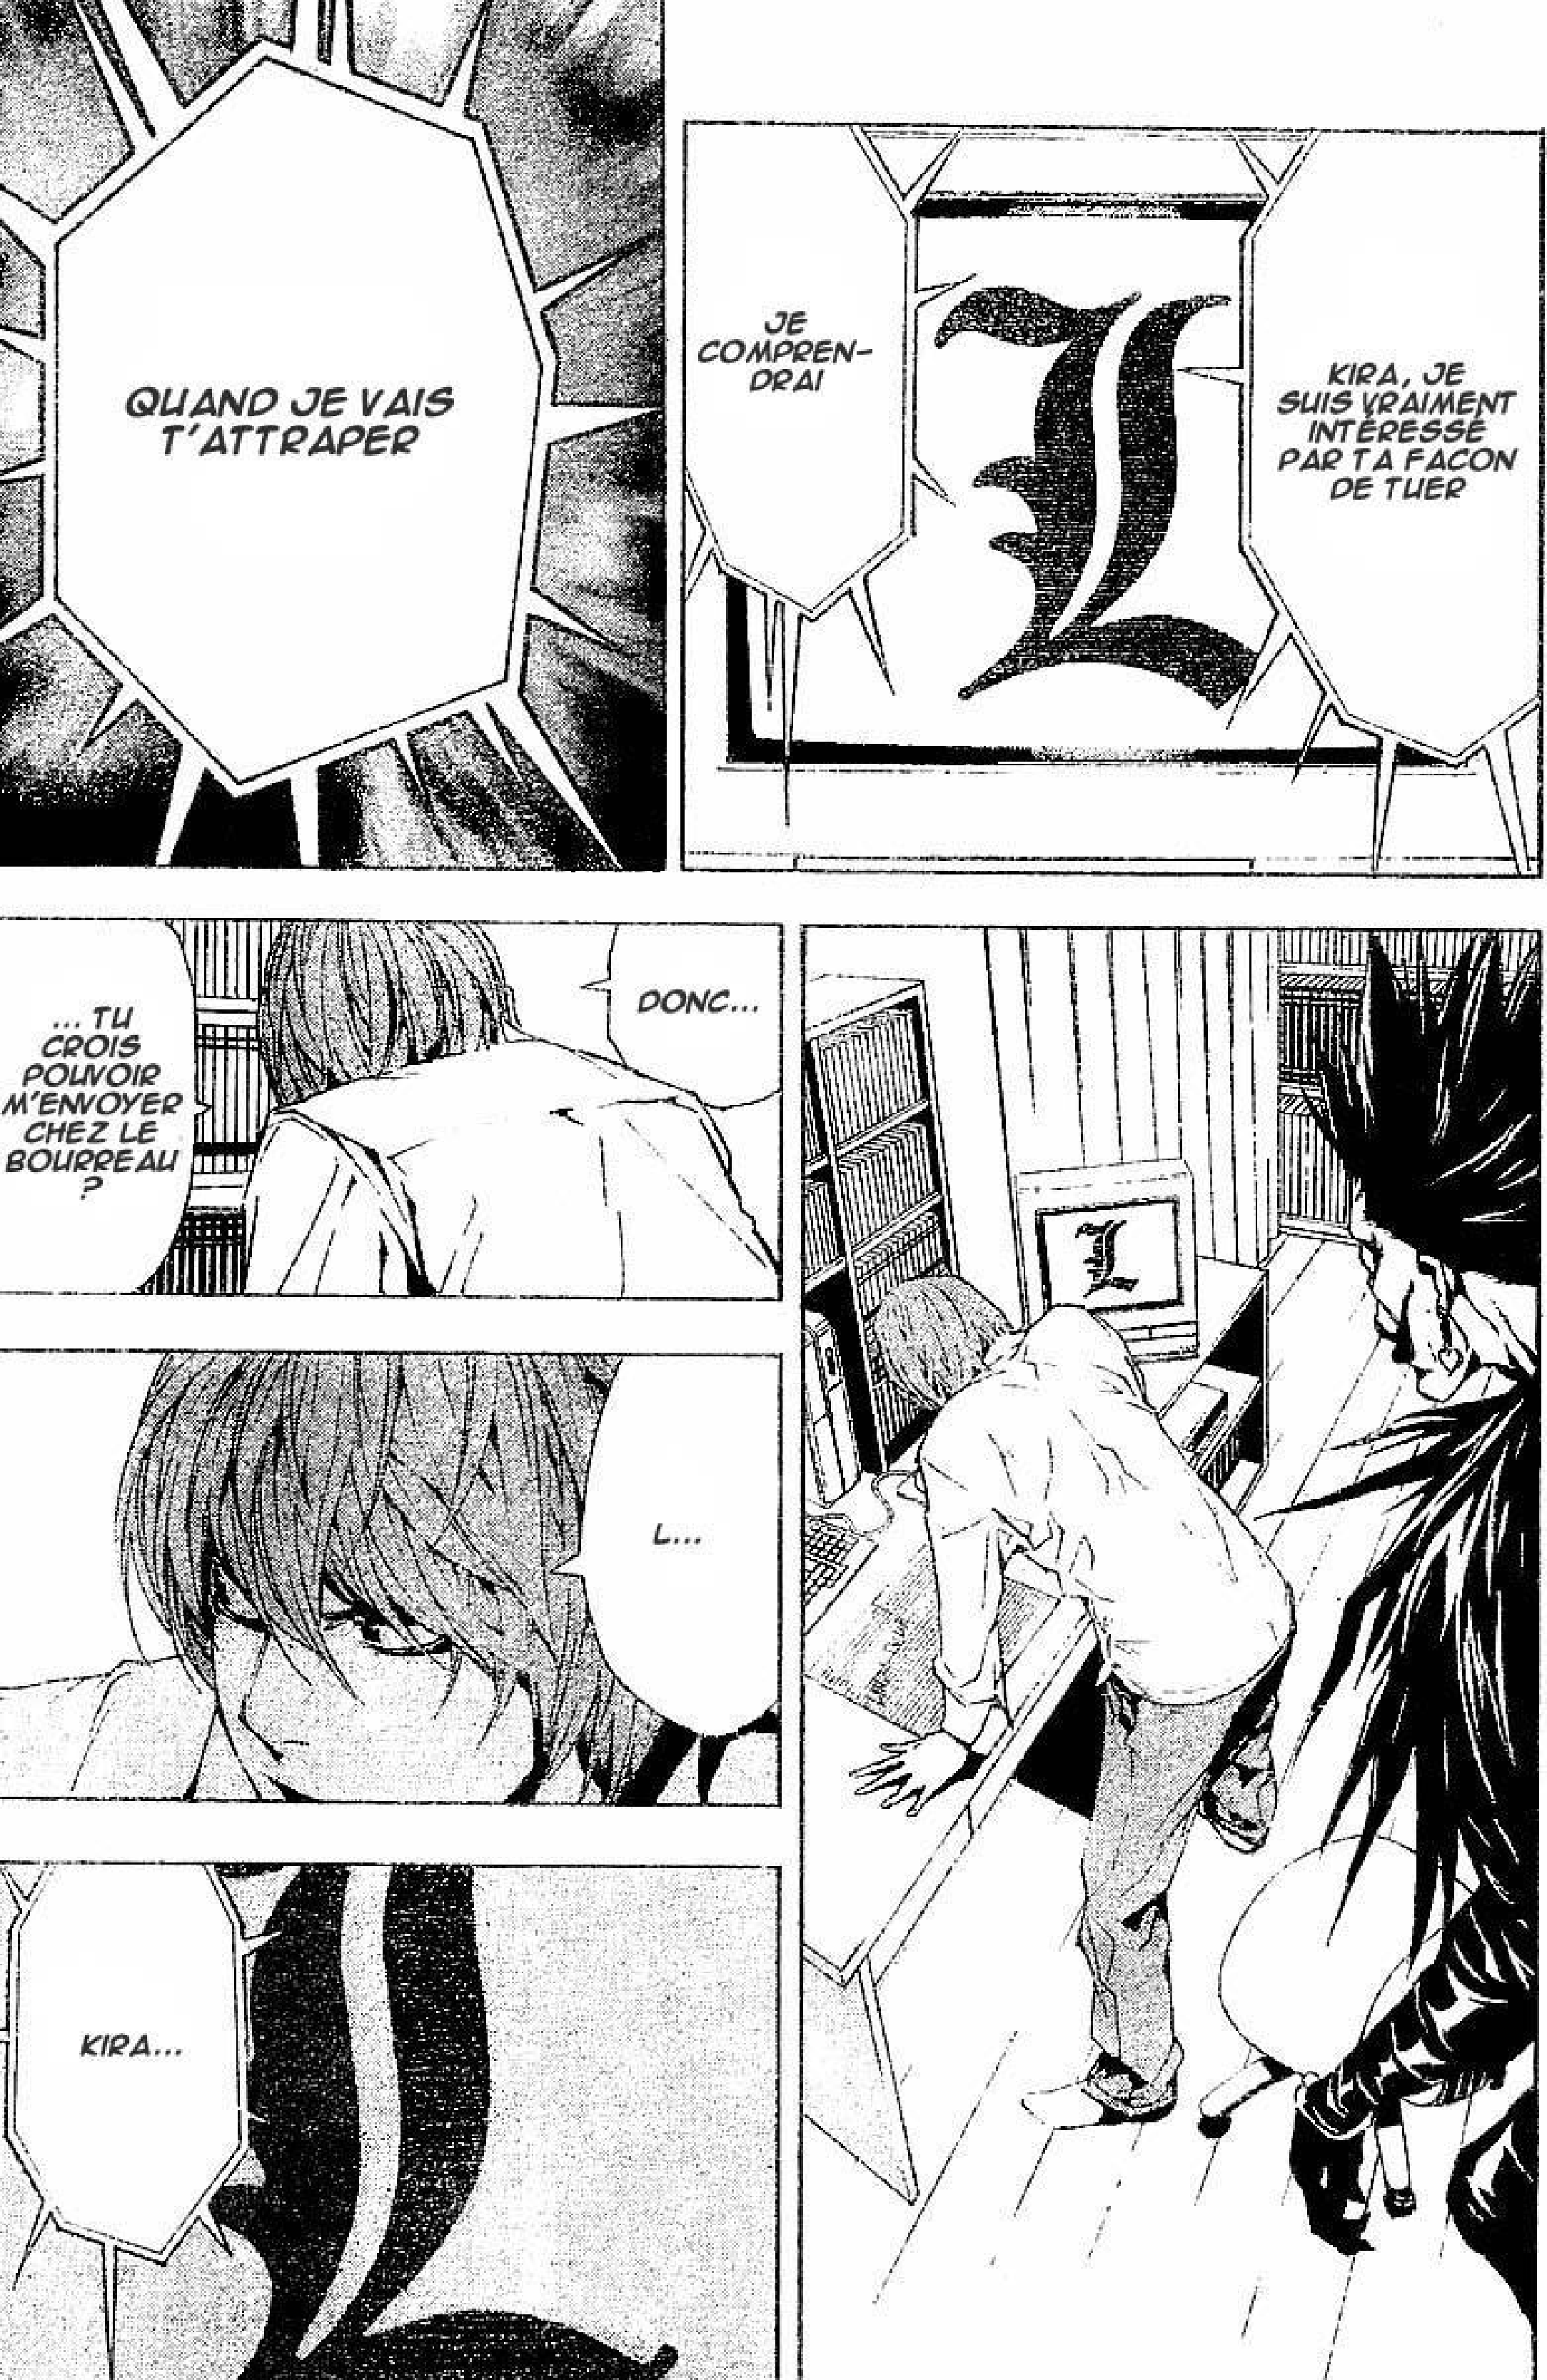 KIRA, JE
SUIS VRAIMENT
INTÉRESSÉ
PAR TA FACON
DE TUER
JE
COMPREN-
DRAI
QUAND JE VAIS
T'ATTRAPER
L
DONC...
... TU
CROIS
POUVOIR
M'ENVOYER
CHEZ LE
BOURREAU
?
L...
KIRA...